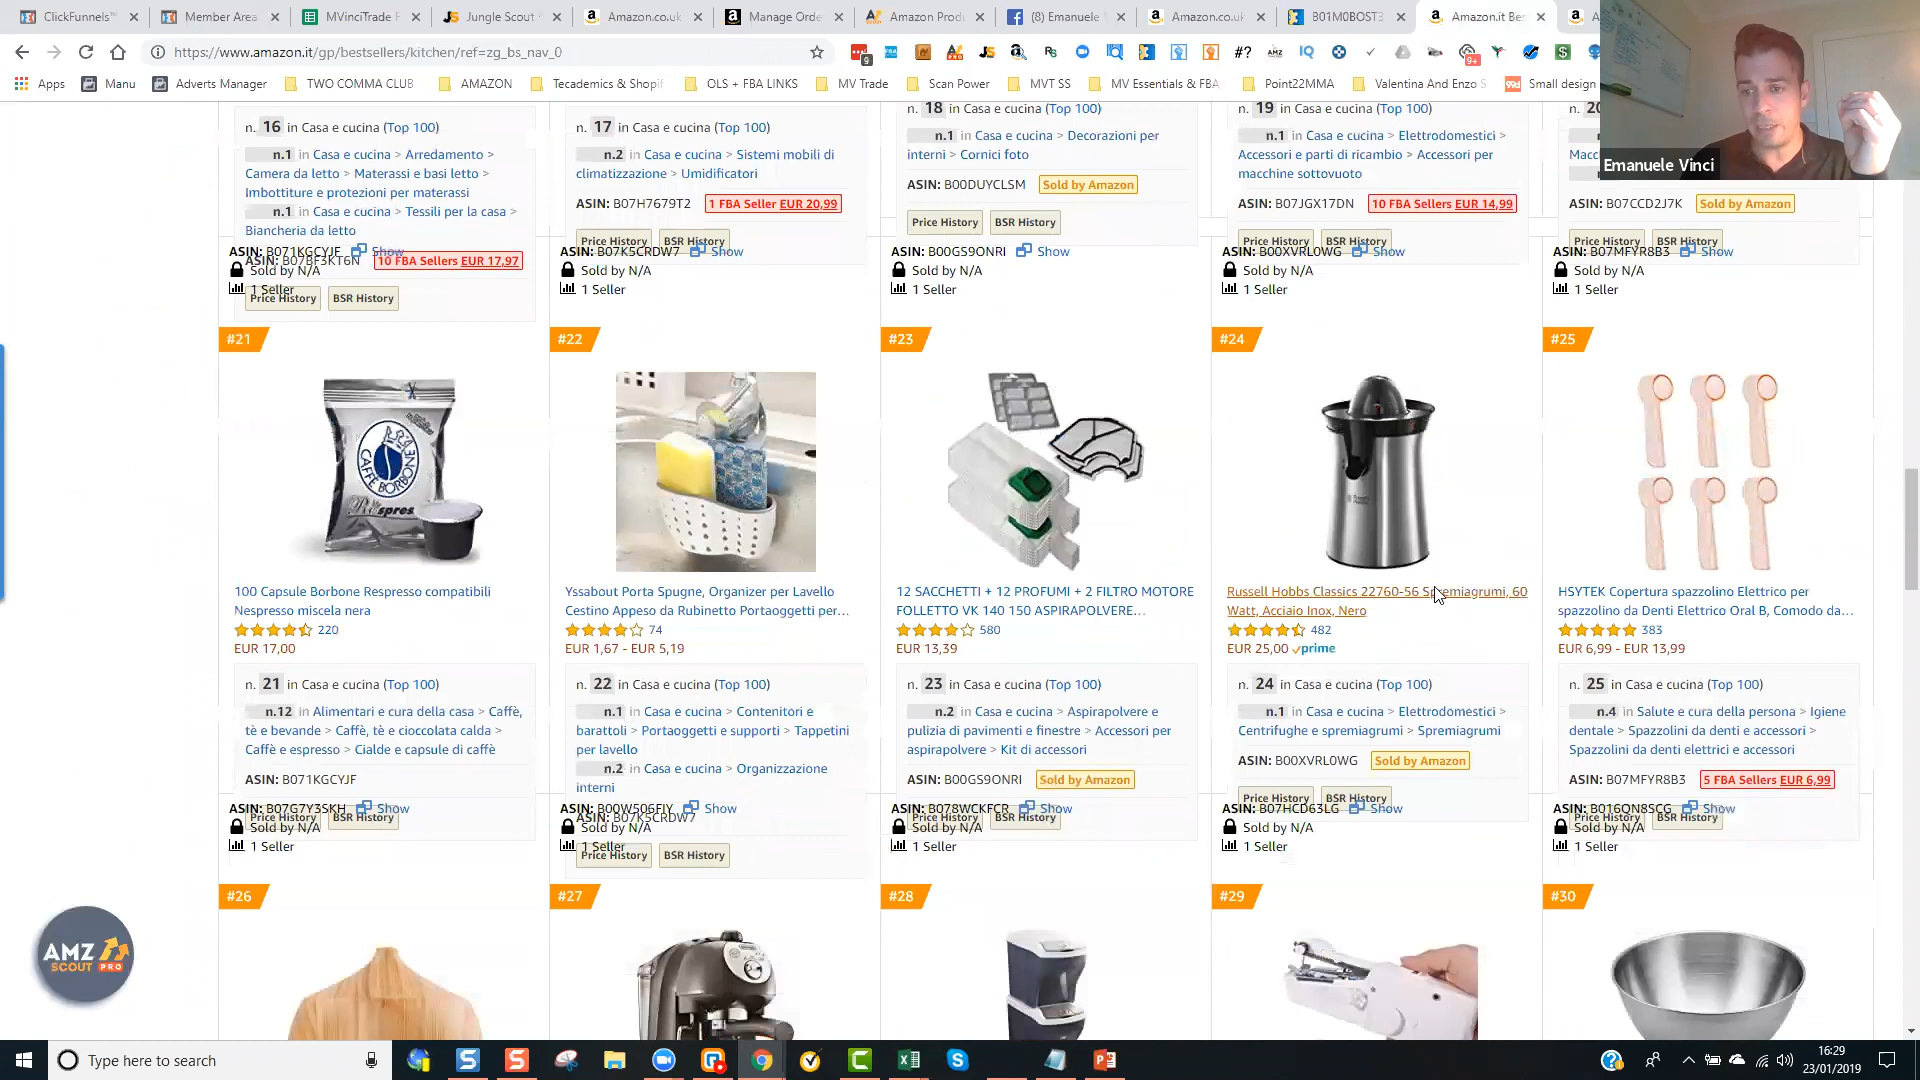 ClickFunnels™
Member Area
MVinciTrade F
Jungle Scout
Amazon.co.uk
Manage Orde
Amazon Prod
(8) Emanuele
Amazon.co.uk
B01M0BOST3
Amazon.it Bes
https://www.amazon.it/gp/bestsellers/kitchen/ref=zg_bs_nav_0
Apps
Manu
Adverts Manager
TWO COMMA CLUB
AMAZON
Tecademics & Shopif
OLS + FBA LINKS
MV Trade
Scan Power
MVT SS
MV Essentials & FBA
Point22MMA
Valentina And Enzo S
Small design
Emanuele Vinci
n. 16 in Casa e cucina (Top 100)
n.1 in Casa e cucina > Arredamento >
Camera da letto > Materassi e basi letto >
Imbottiture e protezioni per materassi
n.1 in Casa e cucina > Tessili per la casa >
Biancheria da letto
ASIN: B07BF3KT6N 10 FBA Sellers EUR 17,97
Price History BSR History
ASIN: B071KGCYJF Show
Sold by N/A
1 Seller
n. 17 in Casa e cucina (Top 100)
n.2 in Casa e cucina > Sistemi mobili di
climatizzazione > Umidificatori
ASIN: B07H7679T2 1 FBA Seller EUR 20,99
Price History BSR History
ASIN: B07K5CRDW7 Show
Sold by N/A
1 Seller
n. 18 in Casa e cucina (Top 100)
n.1 in Casa e cucina > Decorazioni per
interni > Cornici foto
ASIN: B00DUYCLSM Sold by Amazon
Price History BSR History
ASIN: B00GS9ONRI Show
Sold by N/A
1 Seller
n. 19 in Casa e cucina (Top 100)
n.1 in Casa e cucina > Elettrodomestici >
Accessori e parti di ricambio > Accessori per
macchine sottovuoto
ASIN: B07JGX17DN 10 FBA Sellers EUR 14,99
Price History BSR History
ASIN: B00XVRL0WG Show
Sold by N/A
1 Seller
n. 20
Macc
ASIN: B07CCD2J7K Sold by Amazon
Price History BSR History
ASIN: B07MFYR8B3 Show
Sold by N/A
1 Seller
#21
CAFFÈ BORBONE
Respresso
100 Capsule Borbone Respresso compatibili
Nespresso miscela nera
220
EUR 17,00
n. 21 in Casa e cucina (Top 100)
n.12 in Alimentari e cura della casa > Caffè,
tè e bevande > Caffè, tè e cioccolata calda >
Caffè e espresso > Cialde e capsule di caffè
ASIN: B071KGCYJF
Price History BSR History
ASIN: B07G7Y3SKH Show
Sold by N/A
1 Seller
#22
Yssabout Porta Spugne, Organizer per Lavello
Cestino Appeso da Rubinetto Portaoggetti per…
74
EUR 1,67 - EUR 5,19
n. 22 in Casa e cucina (Top 100)
n.1 in Casa e cucina > Contenitori e
barattoli > Portaoggetti e supporti > Tappetini
per lavello
n.2 in Casa e cucina > Organizzazione
interni
ASIN: B07K5CRDW7
Price History BSR History
ASIN: B00W506FIY Show
Sold by N/A
1 Seller
#23
12 SACCHETTI + 12 PROFUMI + 2 FILTRO MOTORE
FOLLETTO VK 140 150 ASPIRAPOLVERE…
580
EUR 13,39
n. 23 in Casa e cucina (Top 100)
n.2 in Casa e cucina > Aspirapolvere e
pulizia di pavimenti e finestre > Accessori per
aspirapolvere > Kit di accessori
ASIN: B00GS9ONRI Sold by Amazon
Price History BSR History
ASIN: B078WCKFCR Show
Sold by N/A
1 Seller
#24
Russell Hobbs Classics 22760-56 Spremiagrumi, 60
Watt, Acciaio Inox, Nero
482
EUR 25,00 prime
n. 24 in Casa e cucina (Top 100)
n.1 in Casa e cucina > Elettrodomestici >
Centrifughe e spremiagrumi > Spremiagrumi
ASIN: B00XVRL0WG Sold by Amazon
Price History BSR History
ASIN: B07HCD63LG Show
Sold by N/A
1 Seller
#25
HSYTEK Copertura spazzolino Elettrico per
spazzolino da Denti Elettrico Oral B, Comodo da…
383
EUR 6,99 - EUR 13,99
n. 25 in Casa e cucina (Top 100)
n.4 in Salute e cura della persona > Igiene
dentale > Spazzolini da denti e accessori >
Spazzolini da denti elettrici e accessori
ASIN: B07MFYR8B3 5 FBA Sellers EUR 6,99
Price History BSR History
ASIN: B016QN8SCG Show
Sold by N/A
1 Seller
#26
#27
#28
#29
#30
AMZ
SCOUT PRO
Type here to search
16:29
23/01/2019